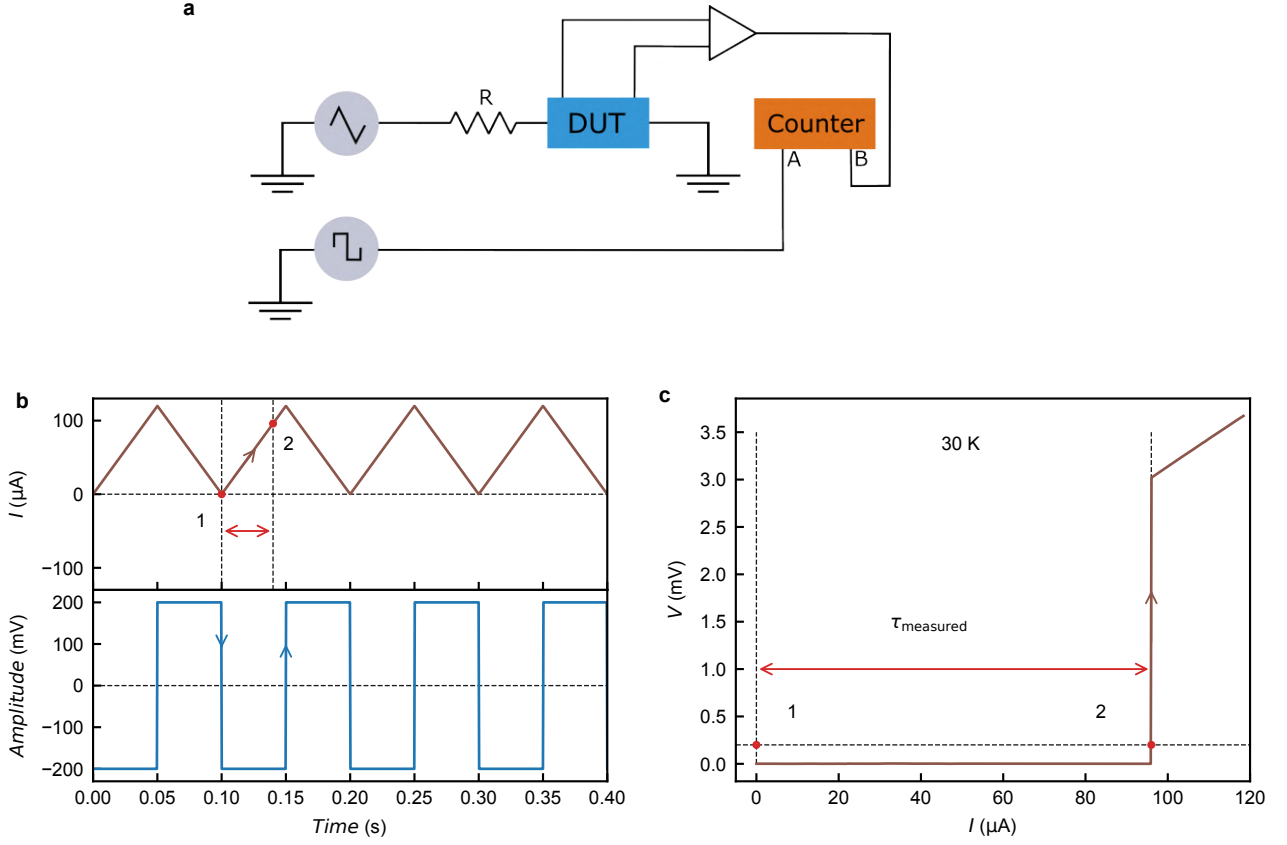 a
R
DUT
Counter
A
B
b
100
0
−100
I (µA)
1
2
200
100
0
−100
−200
Amplitude (mV)
0.00 0.05 0.10 0.15 0.20 0.25 0.30 0.35 0.40
Time (s)
c
3.5
3.0
2.5
2.0
1.5
1.0
0.5
0.0
V (mV)
30 K
τmeasured
1
2
0 20 40 60 80 100 120
I (µA)